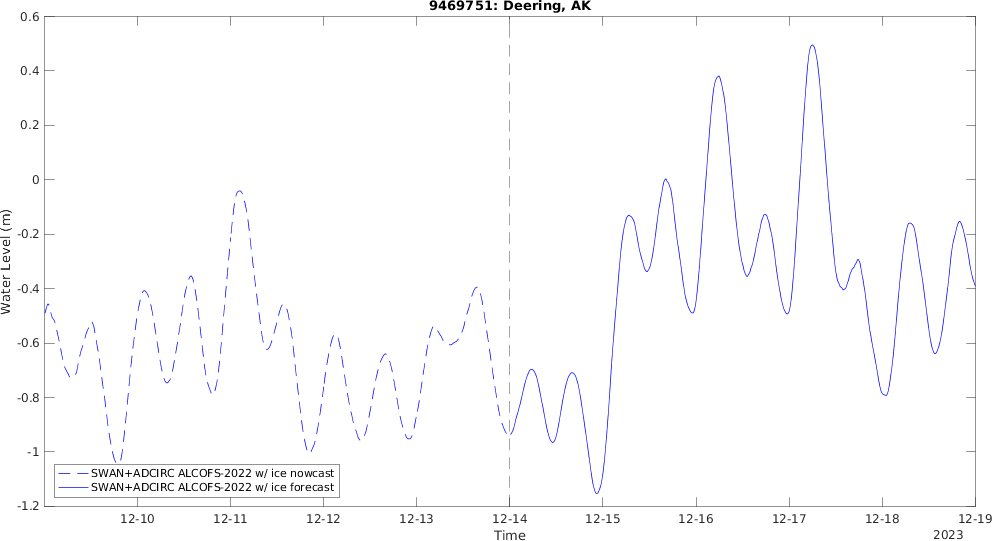 9469751: Deering, AK
0.6
0.4
0.2
0
-0.2
-0.4
-0.6
-0.8
-1
-1.2
Water Level (m)
SWAN+ADCIRC ALCOFS-2022 w/ ice nowcast
SWAN+ADCIRC ALCOFS-2022 w/ ice forecast
12-10 12-11 12-12 12-13 12-14 12-15 12-16 12-17 12-18 12-19
Time
2023